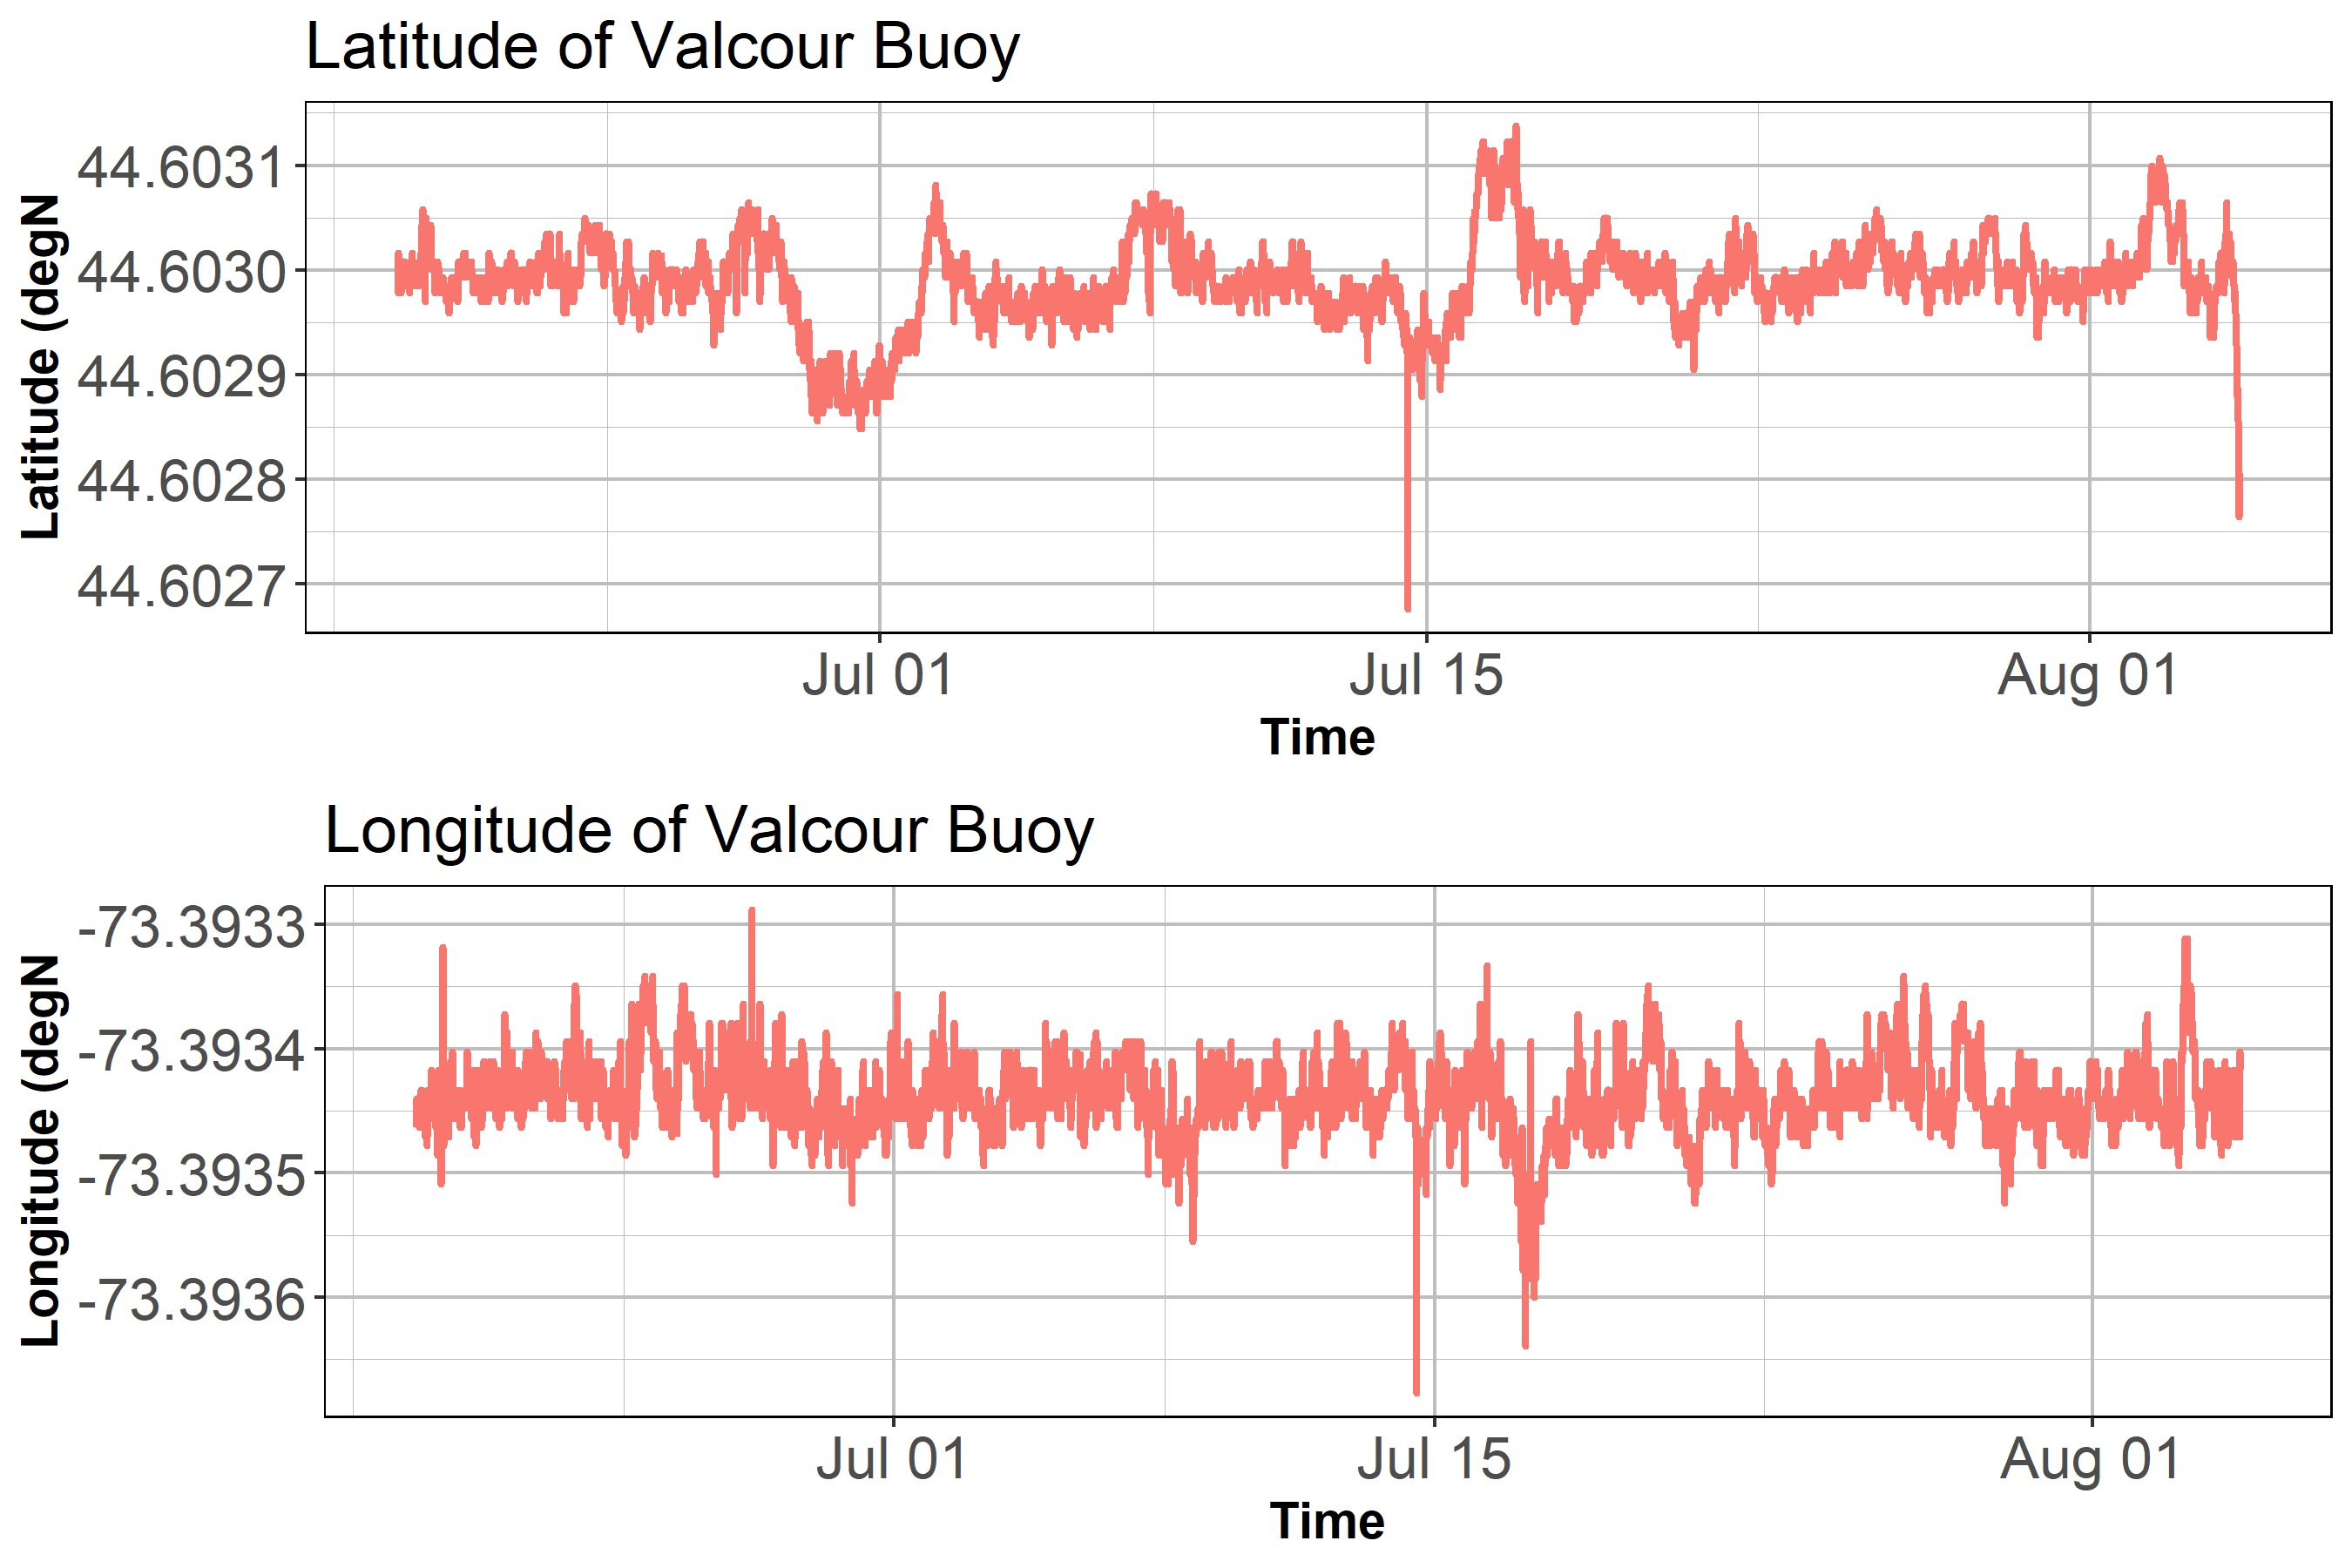 Latitude of Valcour Buoy
Latitude (degN
44.6031
44.6030
44.6029
44.6028
44.6027
Jul 01 Jul 15 Aug 01
Time
Longitude of Valcour Buoy
Longitude (degN
-73.3933
-73.3934
-73.3935
-73.3936
Jul 01 Jul 15 Aug 01
Time